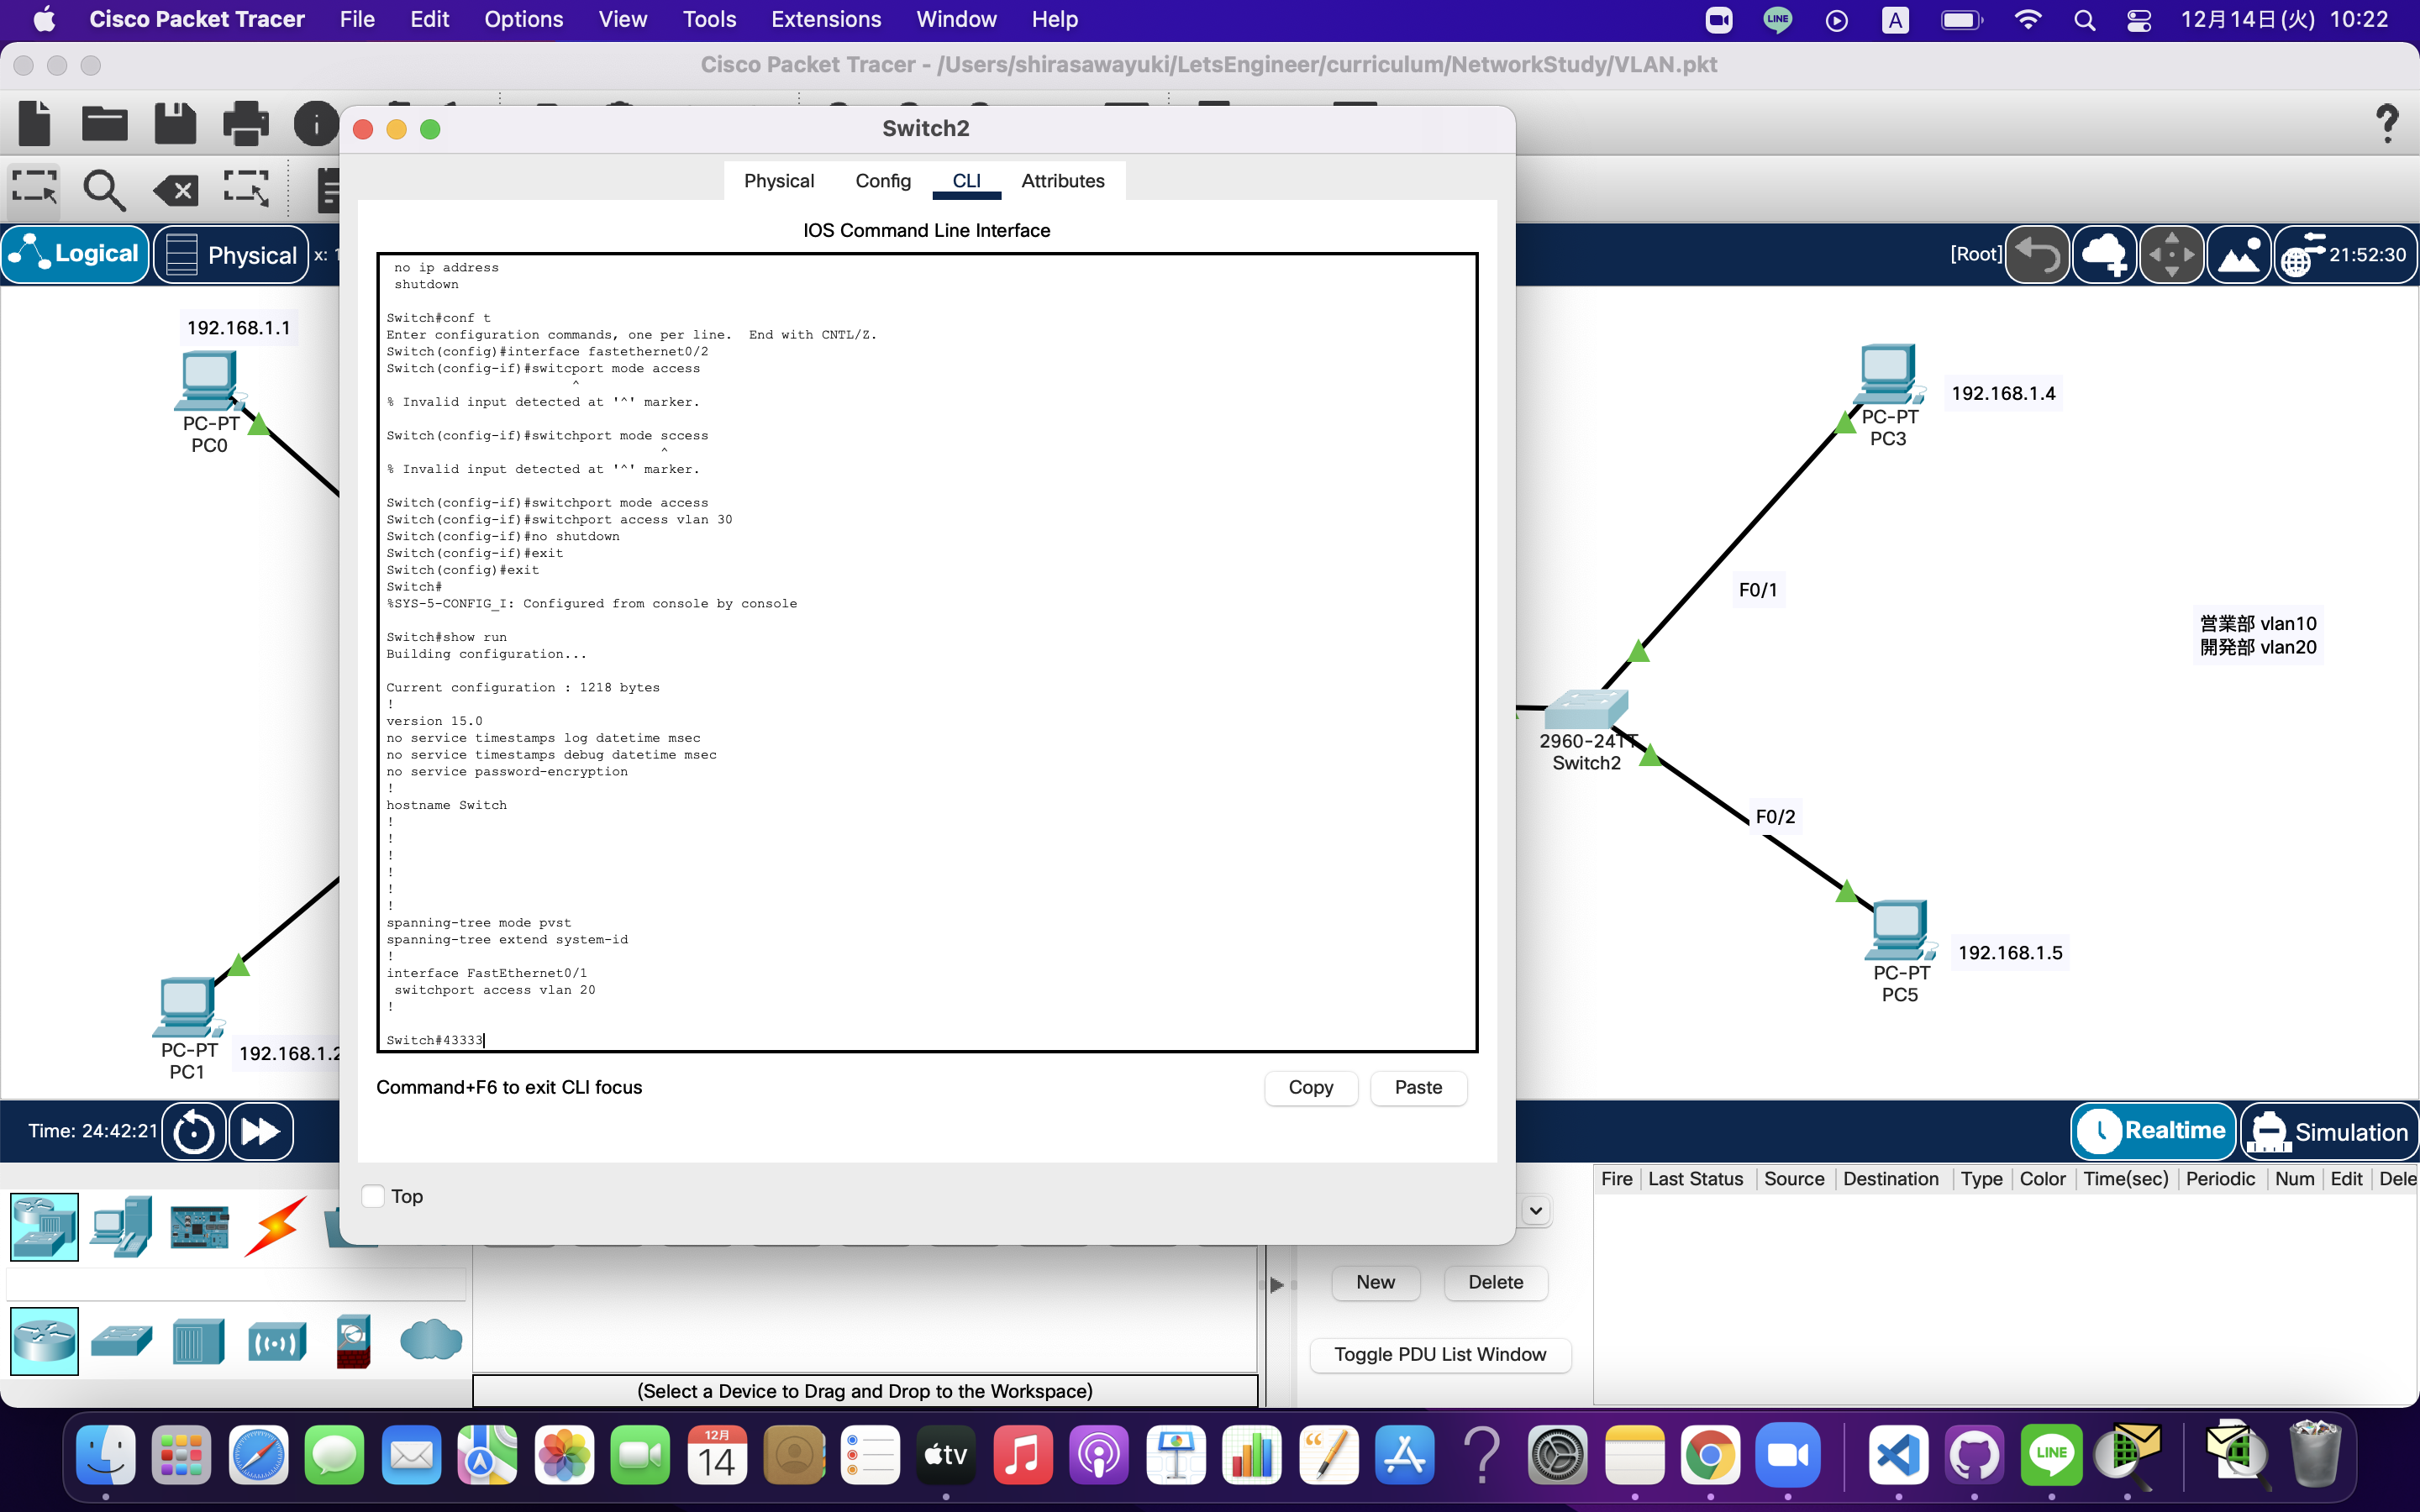 Cisco Packet Tracer File Edit Options View Tools Extensions Window Help LINE A 12月14日(火) 10:22
Cisco Packet Tracer - /Users/shirasawayuki/LetsEngineer/curriculum/NetworkStudy/VLAN.pkt
Switch2
Physical Config CLI Attributes
IOS Command Line Interface
Logical Physical x: 1 [Root] 21:52:30
no ip address
shutdown
Switch#conf t
Enter configuration commands, one per line. End with CNTL/Z.
Switch(config)#interface fastethernet0/2
Switch(config-if)#switcport mode access
^
% Invalid input detected at '^' marker.
Switch(config-if)#switchport mode sccess
^
% Invalid input detected at '^' marker.
Switch(config-if)#switchport mode access
Switch(config-if)#switchport access vlan 30
Switch(config-if)#no shutdown
Switch(config-if)#exit
Switch(config)#exit
Switch#
%SYS-5-CONFIG_I: Configured from console by console
Switch#show run
Building configuration...
Current configuration : 1218 bytes
!
version 15.0
no service timestamps log datetime msec
no service timestamps debug datetime msec
no service password-encryption
!
hostname Switch
!
!
!
!
!
!
spanning-tree mode pvst
spanning-tree extend system-id
!
interface FastEthernet0/1
switchport access vlan 20
!
Switch#43333
Command+F6 to exit CLI focus
Copy Paste
Top
192.168.1.1
PC-PT
PC0
PC-PT
PC1
192.168.1.2
192.168.1.4
PC-PT
PC3
F0/1
営業部 vlan10
開発部 vlan20
2960-24TT
Switch2
F0/2
192.168.1.5
PC-PT
PC5
Time: 24:42:21
Realtime Simulation
Fire Last Status Source Destination Type Color Time(sec) Periodic Num Edit Dele
New Delete
Toggle PDU List Window
(Select a Device to Drag and Drop to the Workspace)
12月
14
tv
LINE